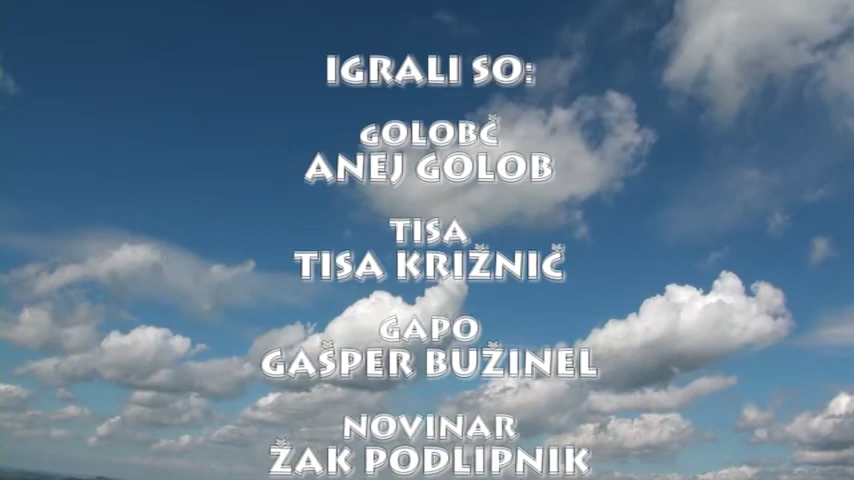 IGRALI SO:
GOLOBČ
ANEJ GOLOB
TISA
TISA KRIŽNIČ
GAPO
GAŠPER BUŽINEL
NOVINAR
ŽAK PODLIPNIK